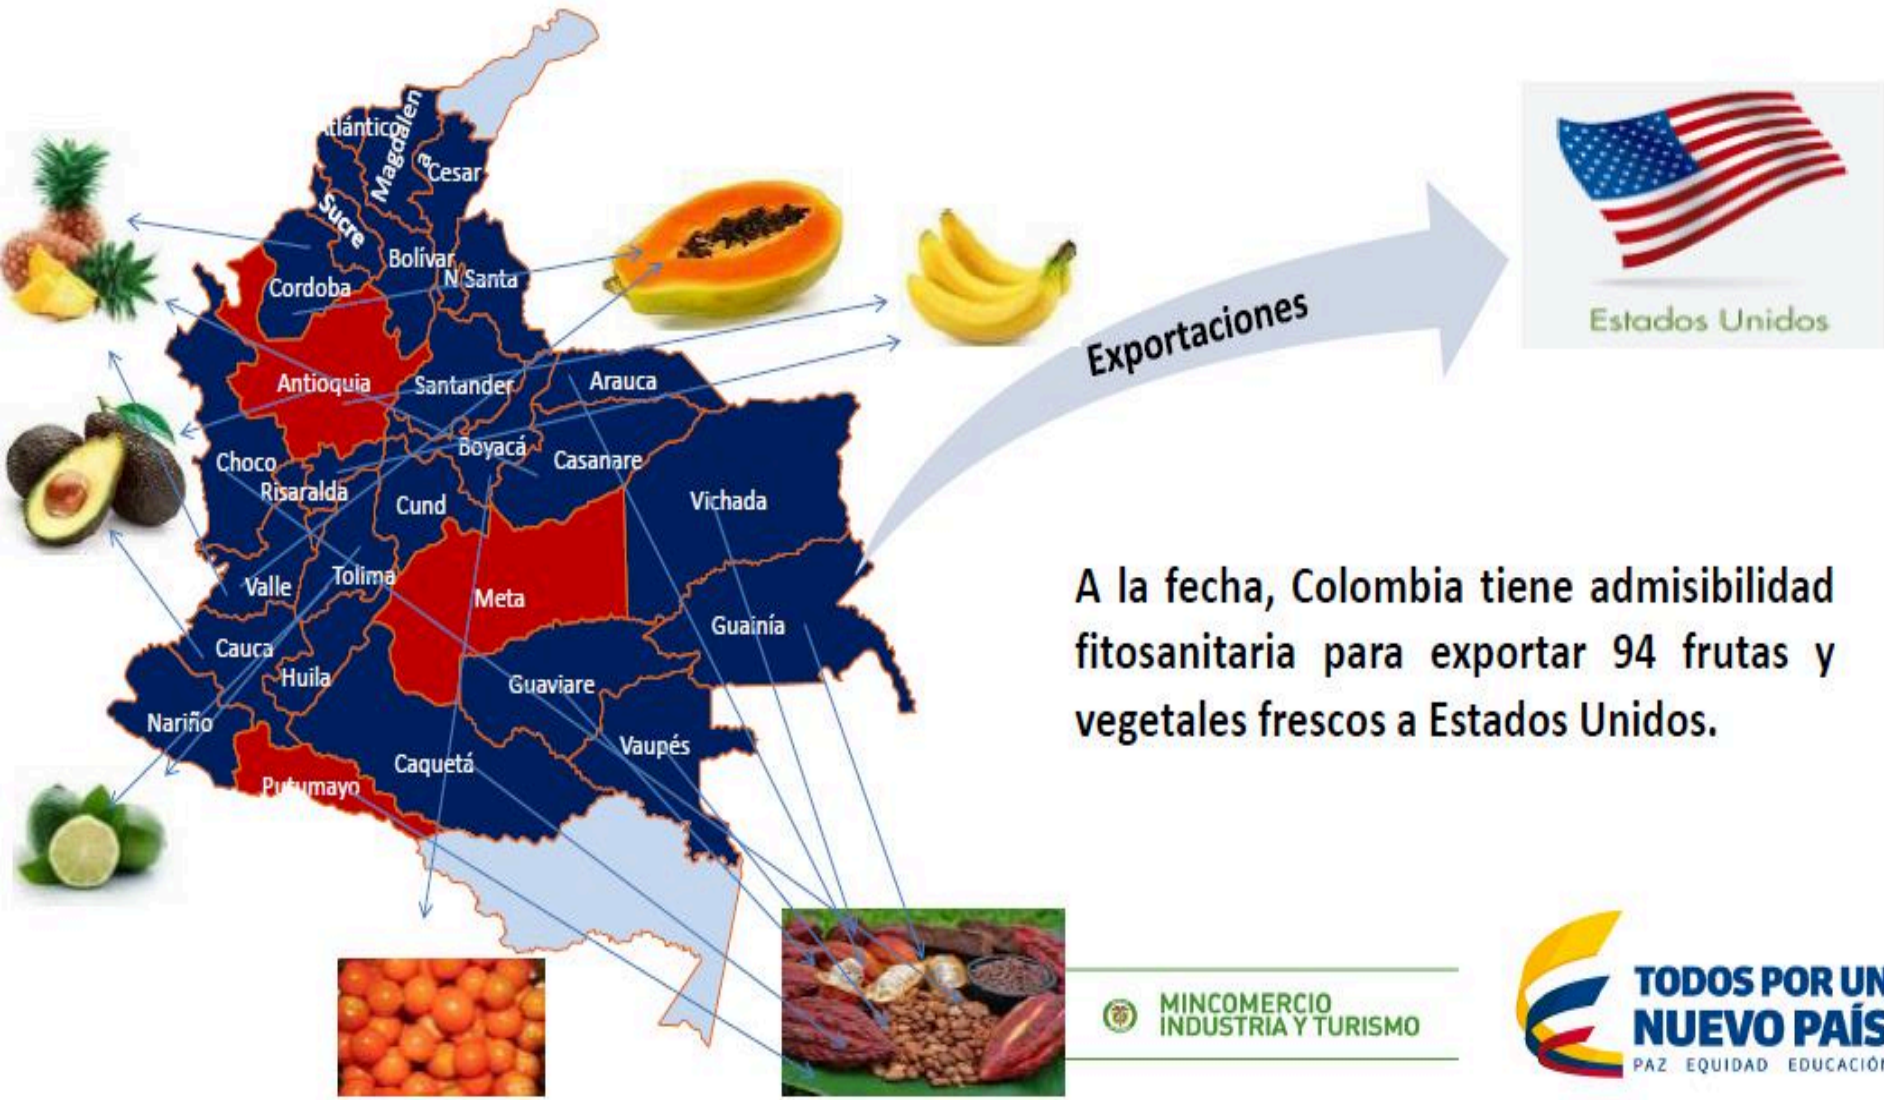 Atlántico
Magdalena
Cesar
Sucre
Bolívar
N Santa
Cordoba
Antioquia
Santander
Arauca
Boyacá
Casanare
Choco
Risaralda
Cund
Vichada
Valle
Tolima
Meta
Guainía
Cauca
Huila
Guaviare
Nariño
Vaupés
Caquetá
Putumayo
Exportaciones
Estados Unidos
A la fecha, Colombia tiene admisibilidad
fitosanitaria para exportar 94 frutas y
vegetales frescos a Estados Unidos.
MINCOMERCIO
INDUSTRIA Y TURISMO
TODOS POR UN
NUEVO PAÍS
PAZ EQUIDAD EDUCACIÓN